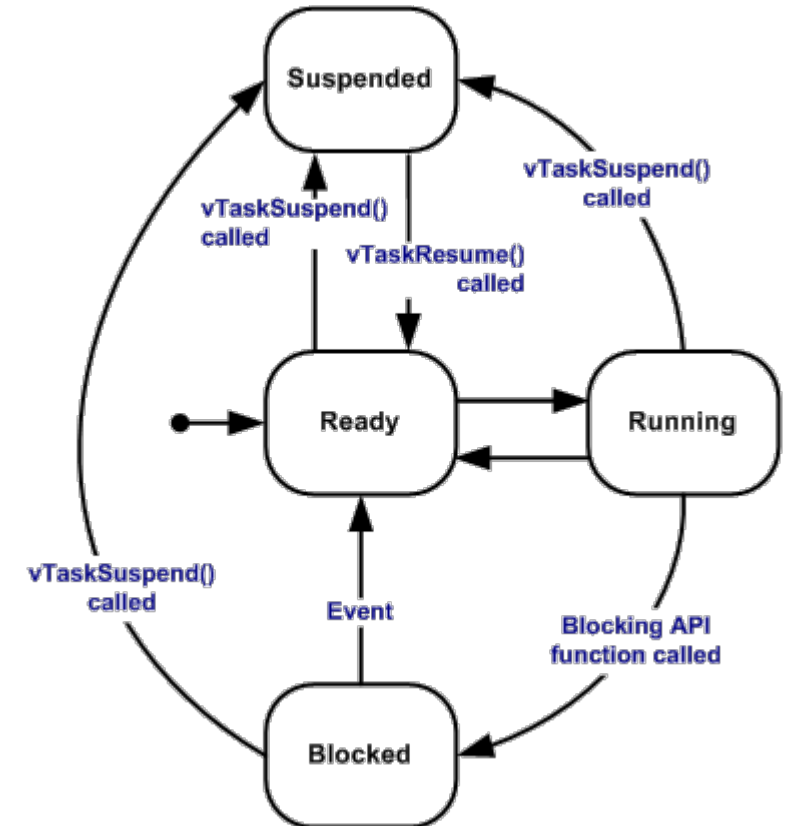 Suspended
vTaskSuspend()
called
vTaskSuspend()
called
vTaskResume()
called
Ready
Running
vTaskSuspend()
called
Event
Blocking API
function called
Blocked